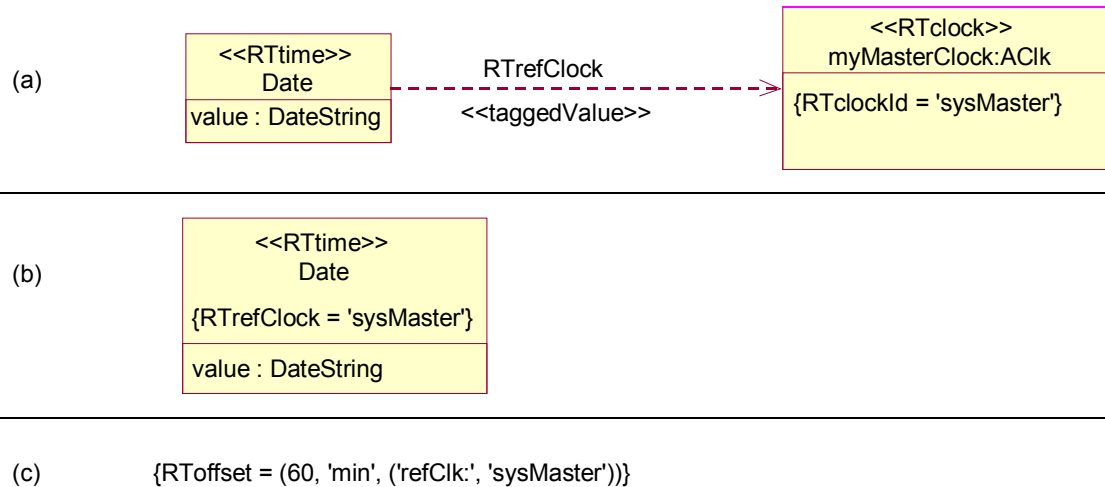 (a)
<<RTtime>>
Date
value : DateString
RTrefClock
<<taggedValue>>
<<RTclock>>
myMasterClock:AClk
{RTclockId = 'sysMaster'}
(b)
<<RTtime>>
Date
{RTrefClock = 'sysMaster'}
value : DateString
(c)
{RToffset = (60, 'min', ('refClk:', 'sysMaster'))}